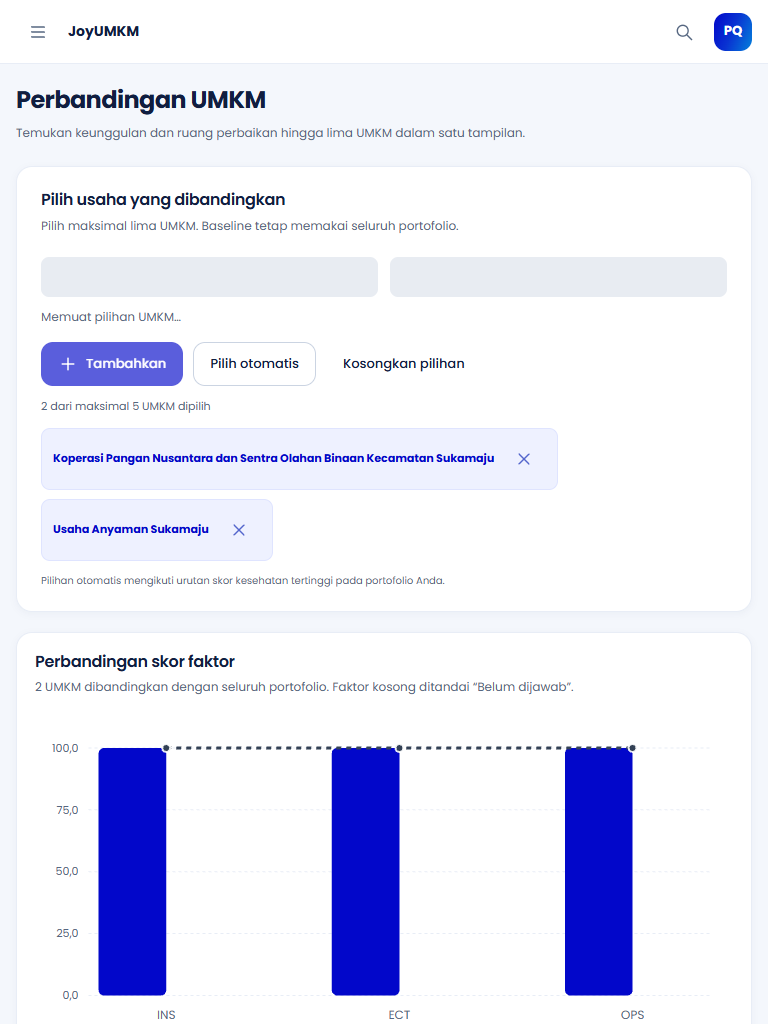 JoyUMKM
PQ
Perbandingan UMKM
Temukan keunggulan dan ruang perbaikan hingga lima UMKM dalam satu tampilan.
Pilih usaha yang dibandingkan
Pilih maksimal lima UMKM. Baseline tetap memakai seluruh portofolio.
Memuat pilihan UMKM…
Tambahkan
Pilih otomatis
Kosongkan pilihan
2 dari maksimal 5 UMKM dipilih
Koperasi Pangan Nusantara dan Sentra Olahan Binaan Kecamatan Sukamaju
Usaha Anyaman Sukamaju
Pilihan otomatis mengikuti urutan skor kesehatan tertinggi pada portofolio Anda.
Perbandingan skor faktor
2 UMKM dibandingkan dengan seluruh portofolio. Faktor kosong ditandai “Belum dijawab”.
100,0
75,0
50,0
25,0
0,0
INS
ECT
OPS